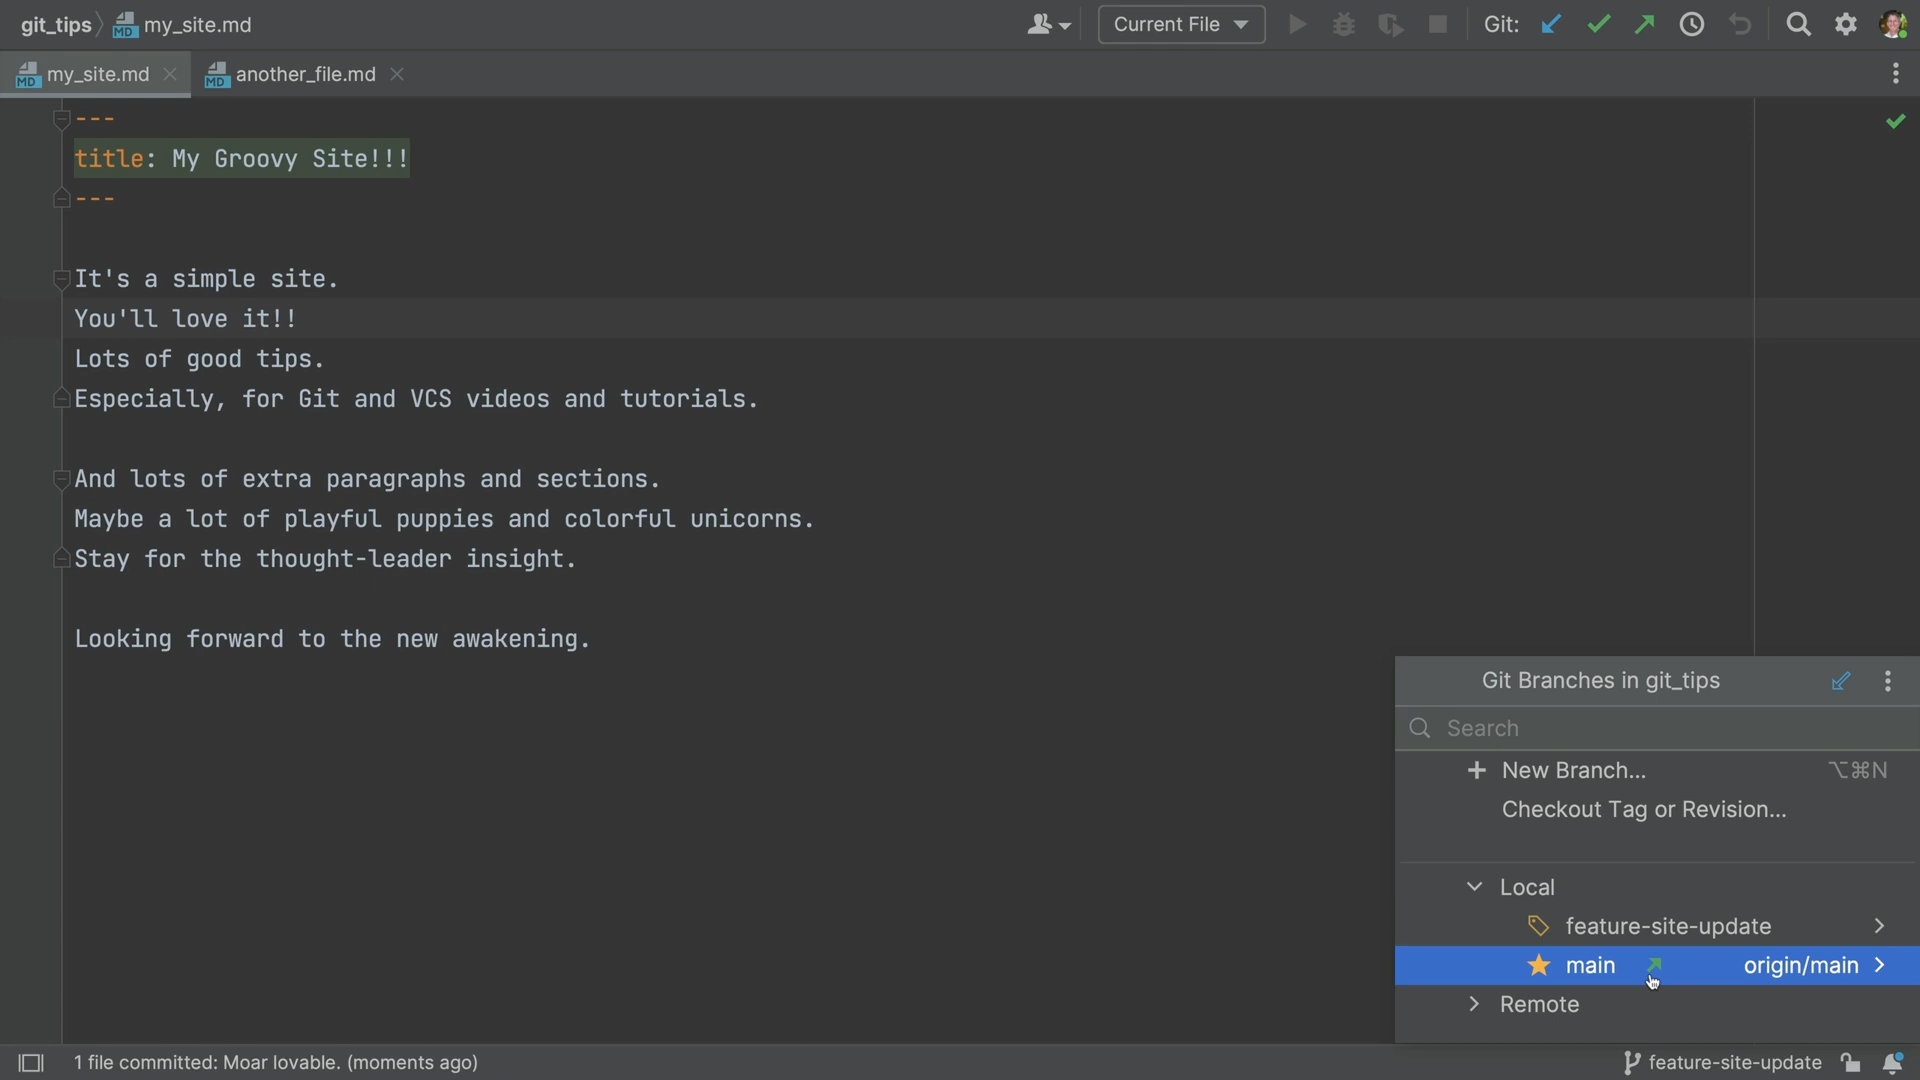 git_tips my_site.md
Current File
Git:
my_site.md
another_file.md
---
title: My Groovy Site!!!
---
It's a simple site.
You'll love it!!
Lots of good tips.
Especially, for Git and VCS videos and tutorials.
And lots of extra paragraphs and sections.
Maybe a lot of playful puppies and colorful unicorns.
Stay for the thought-leader insight.
Looking forward to the new awakening.
Git Branches in git_tips
Search
New Branch... ⌥⌘N
Checkout Tag or Revision...
Local
feature-site-update
main origin/main
Remote
1 file committed: Moar lovable. (moments ago)
feature-site-update